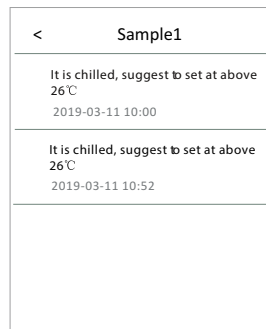 < Sample1
It is chilled, suggest to set at above
26℃
2019-03-11 10:00
It is chilled, suggest to set at above
26℃
2019-03-11 10:52